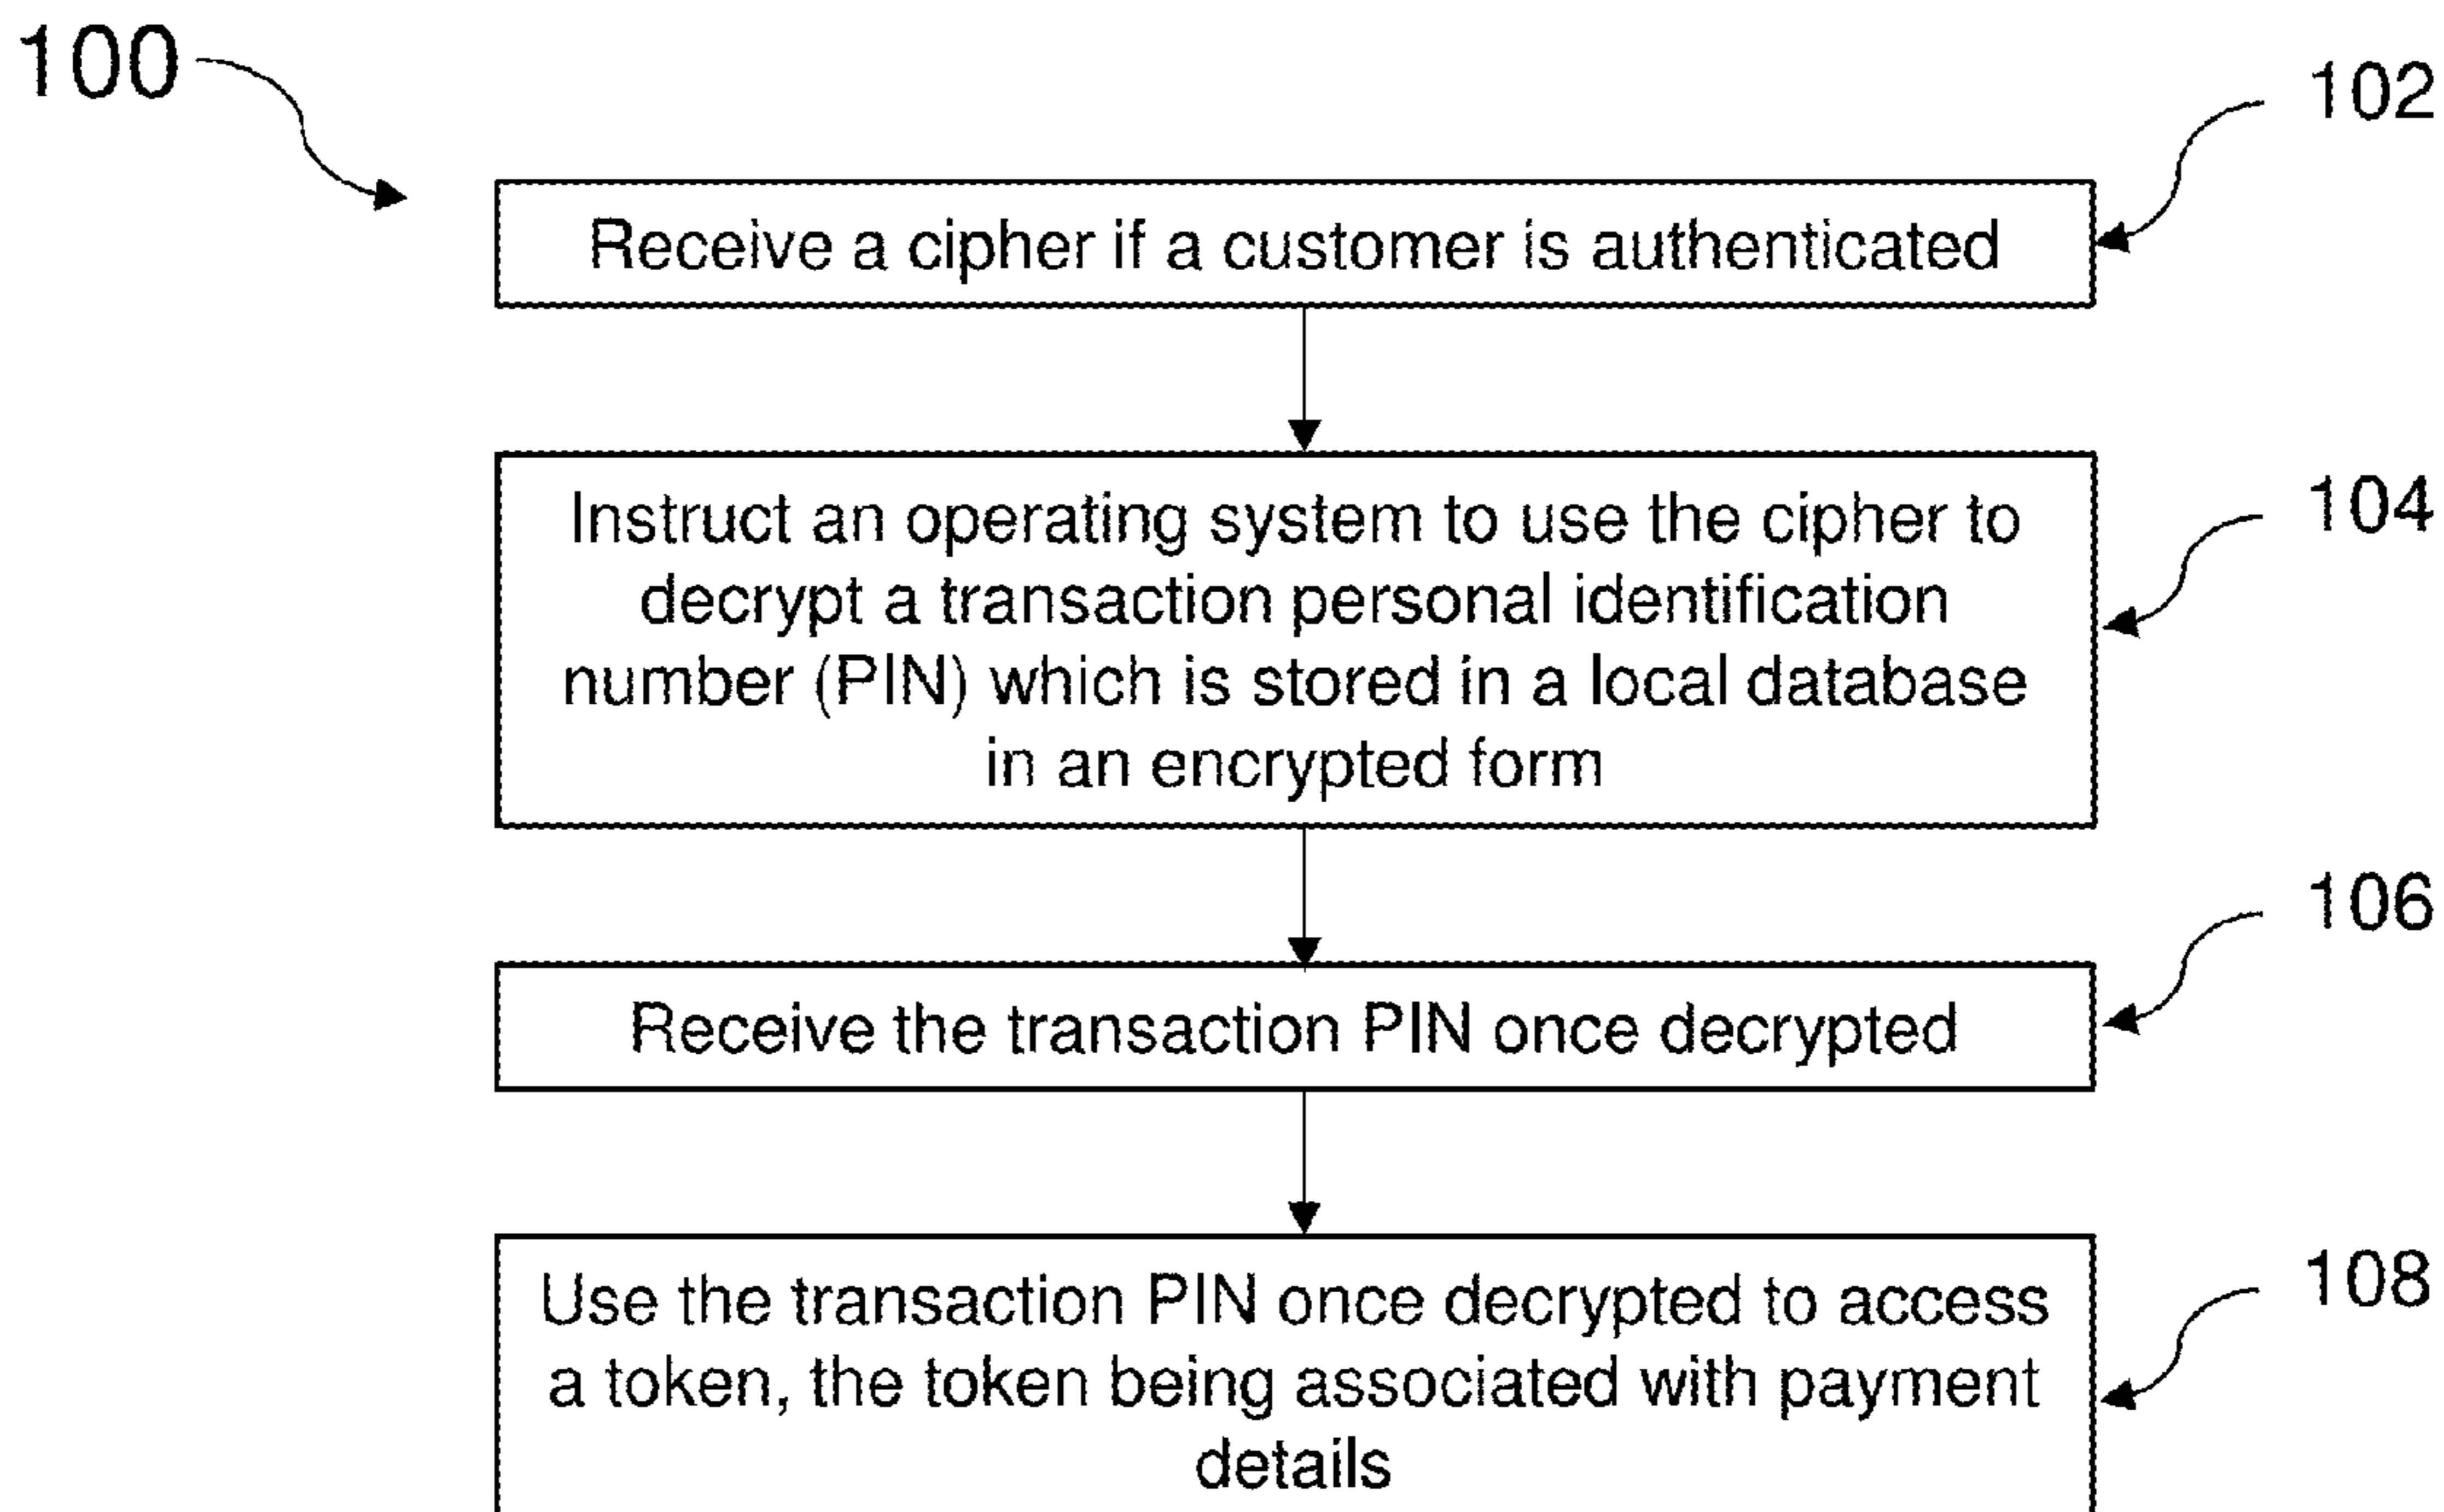 100
102
Receive a cipher if a customer is authenticated
104
Instruct an operating system to use the cipher to
decrypt a transaction personal identification
number (PIN) which is stored in a local database
in an encrypted form
106
Receive the transaction PIN once decrypted
108
Use the transaction PIN once decrypted to access
a token, the token being associated with payment
details